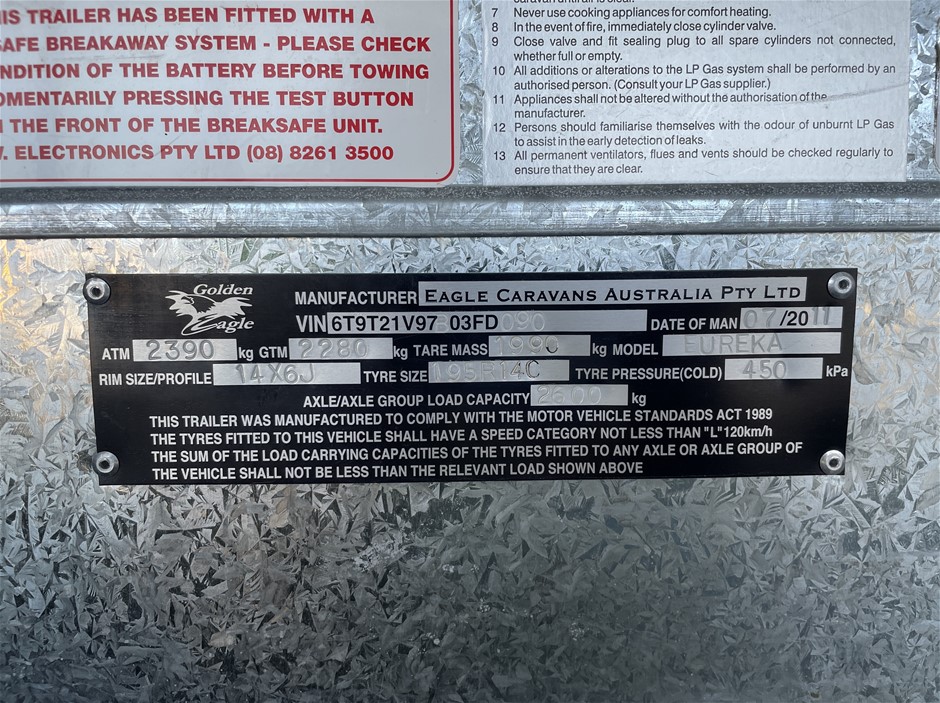 IS TRAILER HAS BEEN FITTED WITH A
AFE BREAKAWAY SYSTEM - PLEASE CHECK
NDITION OF THE BATTERY BEFORE TOWING
OMENTARILY PRESSING THE TEST BUTTON
THE FRONT OF THE BREAKSAFE UNIT.
. ELECTRONICS PTY LTD (08) 8261 3500
7 Never use cooking appliances for comfort heating.
8 In the event of fire, immediately close cylinder valve.
9 Close valve and fit sealing plug to all spare cylinders not connected,
whether full or empty.
10 All additions or alterations to the LP Gas system shall be performed by an
authorised person. (Consult your LP Gas supplier.)
11 Appliances shall not be altered without the authorisation of the
manufacturer.
12 Persons should familiarise themselves with the odour of unburnt LP Gas
to assist in the early detection of leaks.
13 All permanent ventilators, flues and vents should be checked regularly to
ensure that they are clear.
Golden
Eagle
MANUFACTURER EAGLE CARAVANS AUSTRALIA PTY LTD
VIN 6T9T21V97 03FD 090 DATE OF MAN 07/2011
ATM 2390 kg GTM 2280 kg TARE MASS 1990 kg MODEL EUREKA
RIM SIZE/PROFILE 14X6J TYRE SIZE 195R14C TYRE PRESSURE(COLD) 450 kPa
AXLE/AXLE GROUP LOAD CAPACITY 2600 kg
THIS TRAILER WAS MANUFACTURED TO COMPLY WITH THE MOTOR VEHICLE STANDARDS ACT 1989
THE TYRES FITTED TO THIS VEHICLE SHALL HAVE A SPEED CATEGORY NOT LESS THAN "L" 120km/h
THE SUM OF THE LOAD CARRYING CAPACITIES OF THE TYRES FITTED TO ANY AXLE OR AXLE GROUP OF
THE VEHICLE SHALL NOT BE LESS THAN THE RELEVANT LOAD SHOWN ABOVE